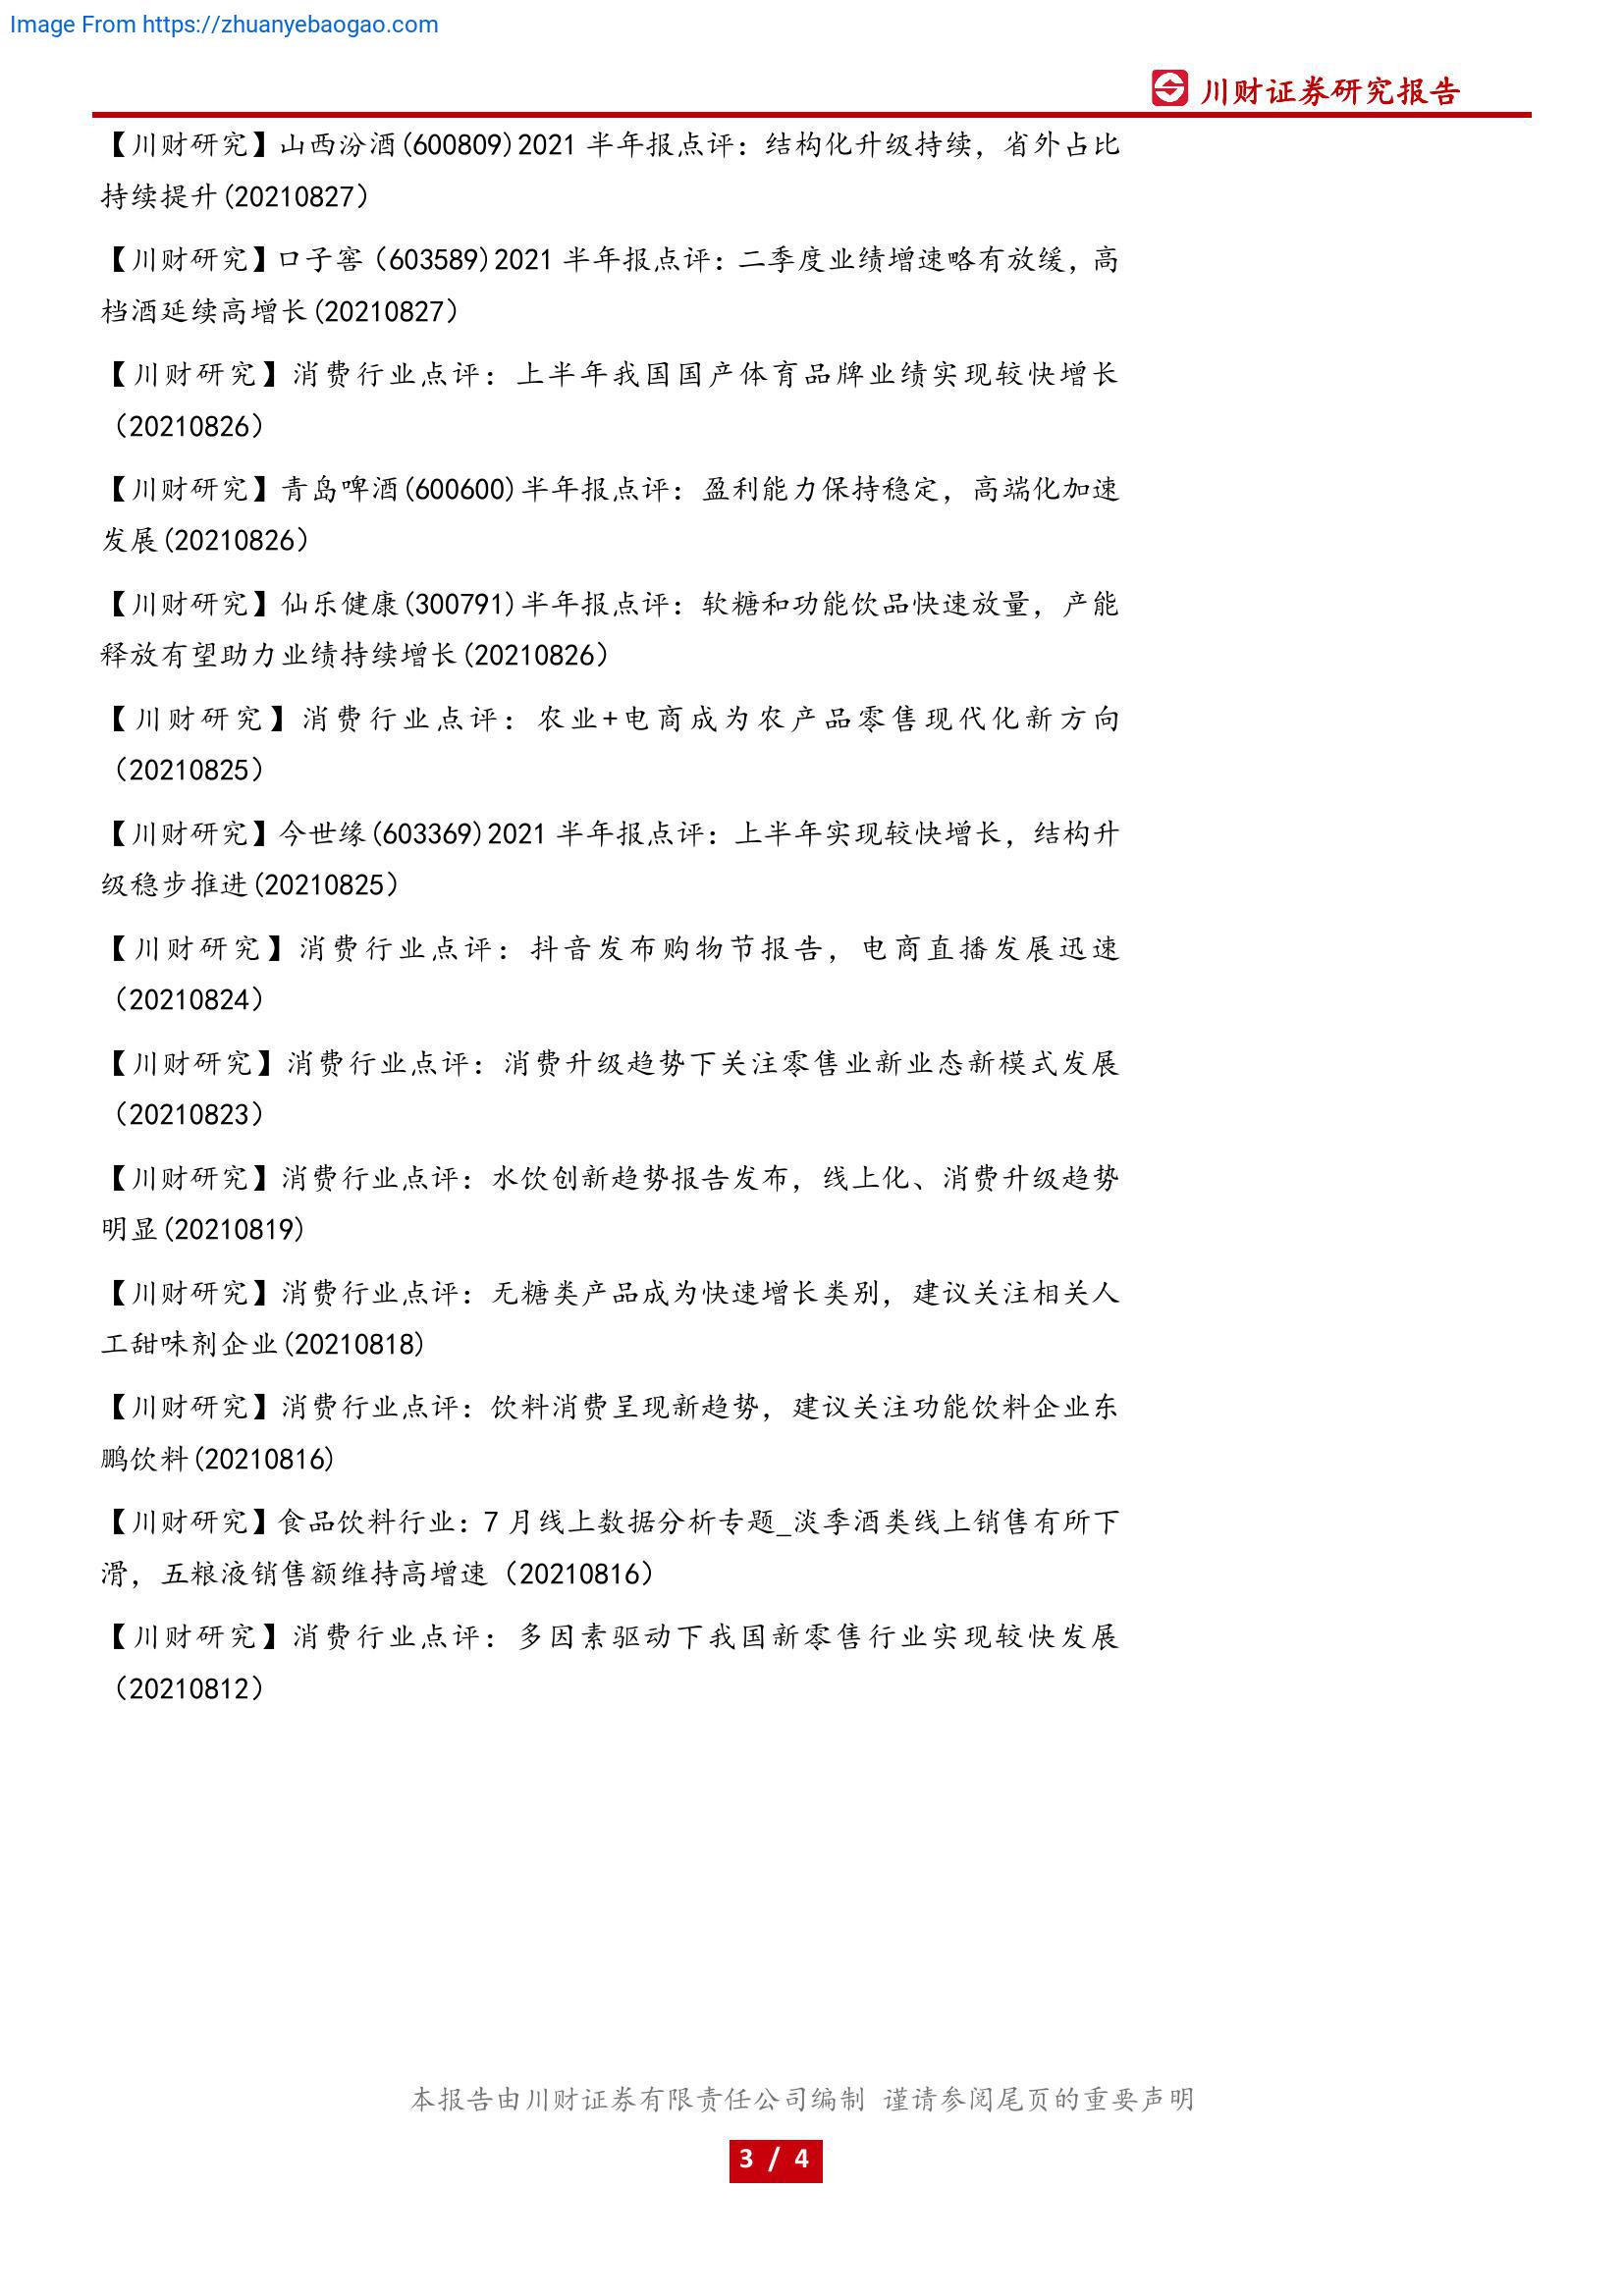 Image From https://zhuanyebaogao.com
川财证券研究报告
【川财研究】山西汾酒(600809)2021 半年报点评：结构化升级持续，省外占比
持续提升(20210827）
【川财研究】口子窖（603589)2021 半年报点评：二季度业绩增速略有放缓，高
档酒延续高增长(20210827）
【川财研究】消费行业点评：上半年我国国产体育品牌业绩实现较快增长
（20210826）
【川财研究】青岛啤酒(600600)半年报点评：盈利能力保持稳定，高端化加速
发展(20210826）
【川财研究】仙乐健康(300791)半年报点评：软糖和功能饮品快速放量，产能
释放有望助力业绩持续增长(20210826）
【川财研究】消费行业点评：农业+电商成为农产品零售现代化新方向
（20210825）
【川财研究】今世缘(603369)2021 半年报点评：上半年实现较快增长，结构升
级稳步推进(20210825）
【川财研究】消费行业点评：抖音发布购物节报告，电商直播发展迅速
（20210824）
【川财研究】消费行业点评：消费升级趋势下关注零售业新业态新模式发展
（20210823）
【川财研究】消费行业点评：水饮创新趋势报告发布，线上化、消费升级趋势
明显(20210819)
【川财研究】消费行业点评：无糖类产品成为快速增长类别，建议关注相关人
工甜味剂企业(20210818)
【川财研究】消费行业点评：饮料消费呈现新趋势，建议关注功能饮料企业东
鹏饮料(20210816)
【川财研究】食品饮料行业：7 月线上数据分析专题_淡季酒类线上销售有所下
滑，五粮液销售额维持高增速（20210816）
【川财研究】消费行业点评：多因素驱动下我国新零售行业实现较快发展
（20210812）
本报告由川财证券有限责任公司编制 谨请参阅尾页的重要声明
3 / 4